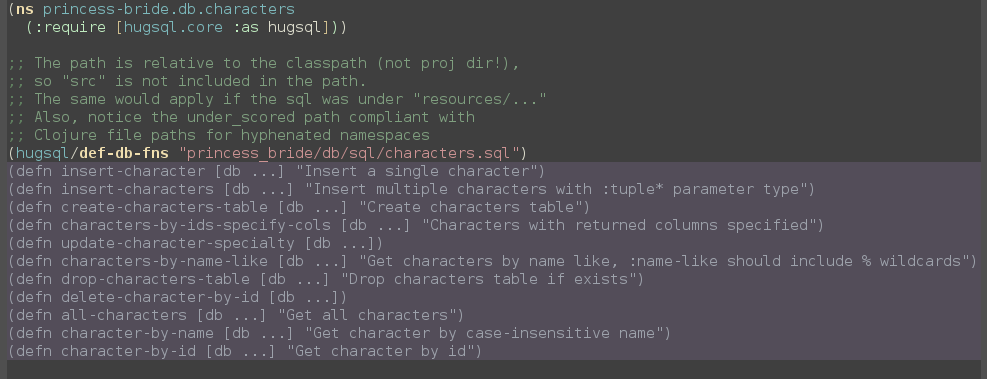 (ns princess-bride.db.characters
  (:require [hugsql.core :as hugsql]))

;; The path is relative to the classpath (not proj dir!),
;; so "src" is not included in the path.
;; The same would apply if the sql was under "resources/..."
;; Also, notice the under_scored path compliant with
;; Clojure file paths for hyphenated namespaces
(hugsql/def-db-fns "princess_bride/db/sql/characters.sql")
(defn insert-character [db ...] "Insert a single character")
(defn insert-characters [db ...] "Insert multiple characters with :tuple* parameter type")
(defn create-characters-table [db ...] "Create characters table")
(defn characters-by-ids-specify-cols [db ...] "Characters with returned columns specified")
(defn update-character-specialty [db ...])
(defn characters-by-name-like [db ...] "Get characters by name like, :name-like should include % wildcards")
(defn drop-characters-table [db ...] "Drop characters table if exists")
(defn delete-character-by-id [db ...])
(defn all-characters [db ...] "Get all characters")
(defn character-by-name [db ...] "Get character by case-insensitive name")
(defn character-by-id [db ...] "Get character by id")